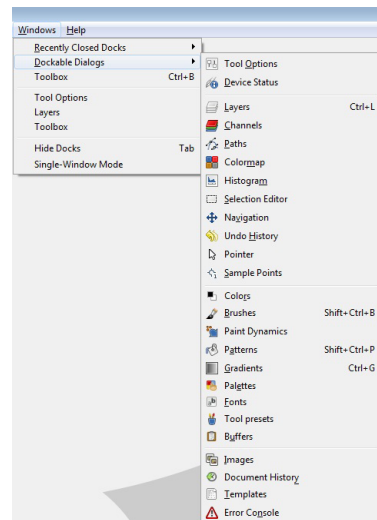 Windows Help
Recently Closed Docks
Dockable Dialogs
Toolbox Ctrl+B
Tool Options
Layers
Toolbox
Hide Docks Tab
Single-Window Mode
Tool Options
Device Status
Layers Ctrl+L
Channels
Paths
Colormap
Histogram
Selection Editor
Navigation
Undo History
Pointer
Sample Points
Colors
Brushes Shift+Ctrl+B
Paint Dynamics
Patterns Shift+Ctrl+P
Gradients Ctrl+G
Palettes
Fonts
Tool presets
Buffers
Images
Document History
Templates
Error Console